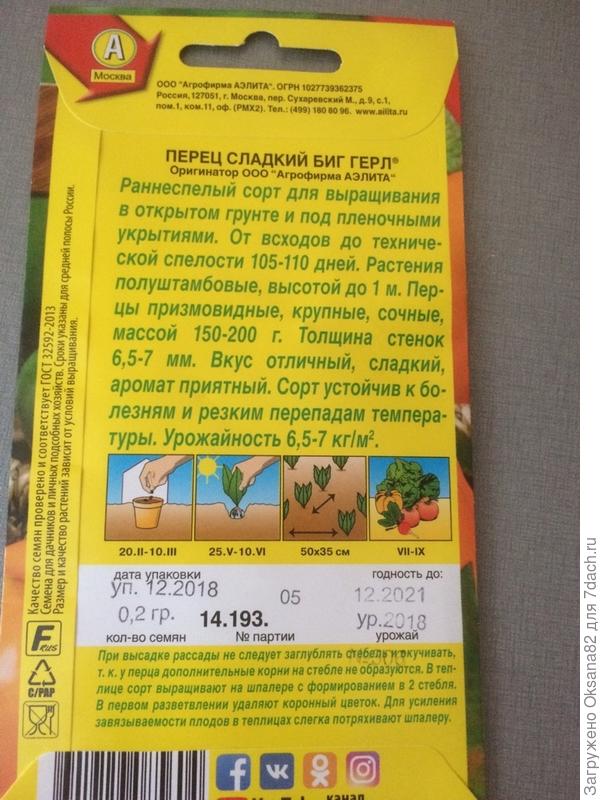 А
Москва
ООО "Агрофирма АЭЛИТА". ОГРН 1027739362375
Россия,127051, г. Москва, пер. Сухаревский М., д.9, с.1,
пом.1, ком.11, оф. (РМХ2). Тел.: (499) 180 80 96. www.ailita.ru
ПЕРЕЦ СЛАДКИЙ БИГ ГЕРЛ®
Оригинатор ООО "Агрофирма АЭЛИТА"
Раннеспелый сорт для выращивания
в открытом грунте и под пленочными
укрытиями. От всходов до техниче-
ской спелости 105-110 дней. Растения
полуштамбовые, высотой до 1 м. Пер-
цы призмовидные, крупные, сочные,
массой 150-200 г. Толщина стенок
6,5-7 мм. Вкус отличный, сладкий,
аромат приятный. Сорт устойчив к бо-
лезням и резким перепадам темпера-
туры. Урожайность 6,5-7 кг/м².
20.II-10.III 25.V-10.VI 50х35 см VII-IX
дата упаковки годность до:
уп. 12.2018 05 12.2021
0,2 гр. 14.193. ур.2018
кол-во семян № партии урожай
При высадке рассады не следует заглублять стебель и окучивать,
т. к. у перца дополнительные корни на стебле не образуются. В теп-
лице сорт выращивают на шпалере с формированием в 2 стебля.
В первом разветвлении удаляют коронный цветок. Для усиления
завязываемости плодов в теплицах слегка потряхивают шпалеру.
Качество семян проверено и соответствует ГОСТ 32592-2013
Семена для дачников и личных подсобных хозяйств. Сроки указаны для средней полосы России.
Размер и качество растений зависит от условий выращивания.
F RUS
C/PAP
канал
Загружено Oksana82 для 7dach.ru